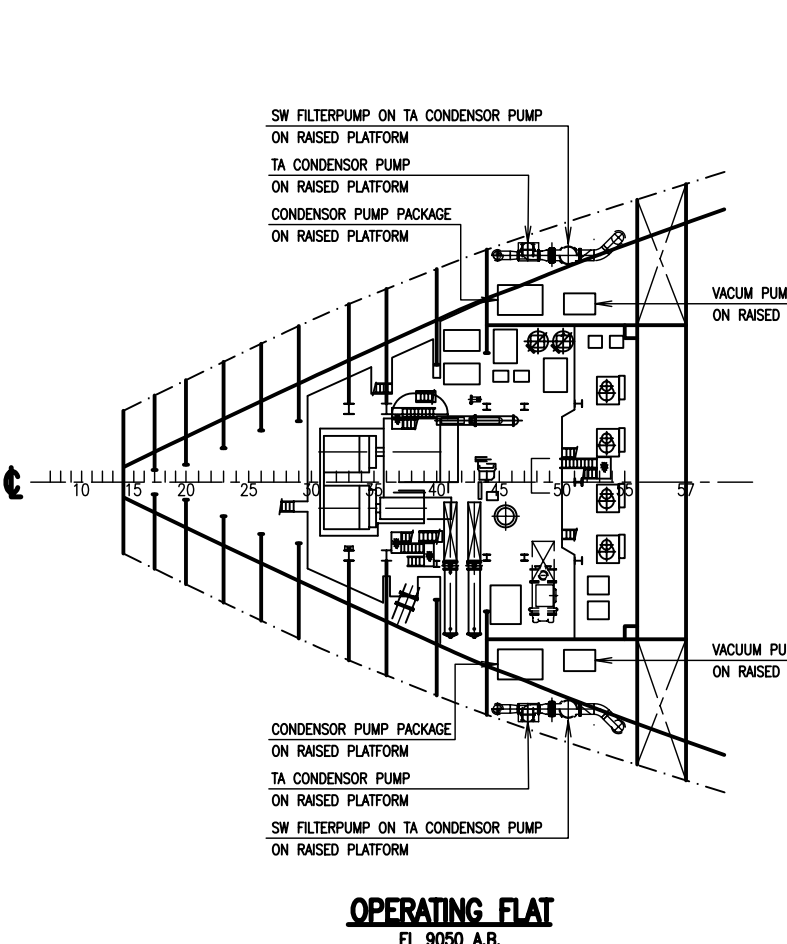 SW FILTERPUMP ON TA CONDENSOR PUMP
ON RAISED PLATFORM
TA CONDENSOR PUMP
ON RAISED PLATFORM
CONDENSOR PUMP PACKAGE
ON RAISED PLATFORM
VACUM PUM
ON RAISED
℄
10 15 20 25 30 35 40 45 50 55 57
VACUUM PU
ON RAISED
CONDENSOR PUMP PACKAGE
ON RAISED PLATFORM
TA CONDENSOR PUMP
ON RAISED PLATFORM
SW FILTERPUMP ON TA CONDENSOR PUMP
ON RAISED PLATFORM
OPERATING FLAT
FL 9050 A.B.